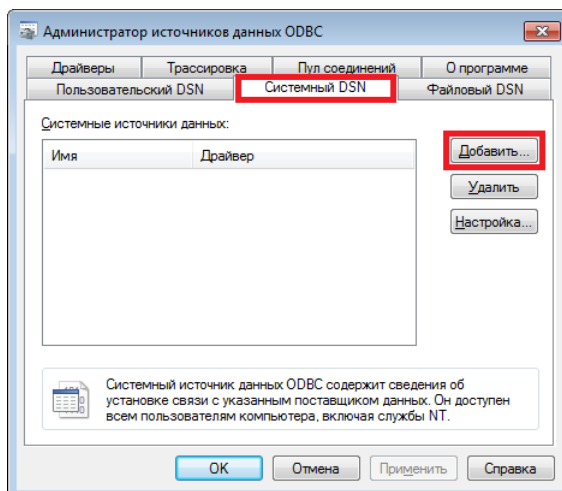 Администратор источников данных ODBC
Драйверы Трассировка Пул соединений О программе
Пользовательский DSN Системный DSN Файловый DSN
Системные источники данных:
Имя Драйвер
Добавить...
Удалить
Настройка...
Системный источник данных ODBC содержит сведения об
установке связи с указанным поставщиком данных. Он доступен
всем пользователям компьютера, включая службы NT.
OK Отмена Применить Справка